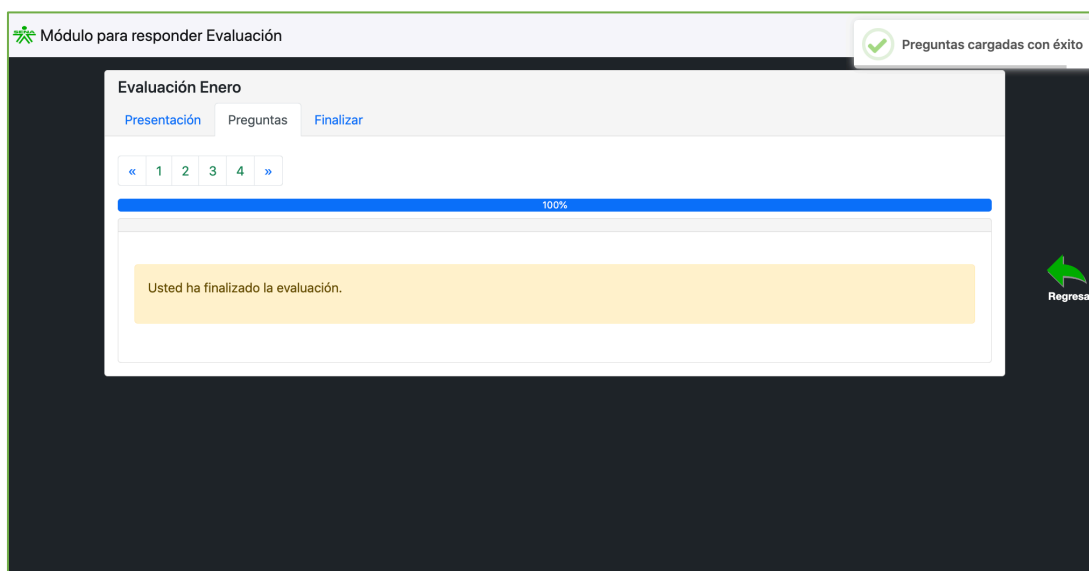 SENA
Módulo para responder Evaluación
Preguntas cargadas con éxito
Evaluación Enero
Presentación Preguntas Finalizar
« 1 2 3 4 »
100%
Usted ha finalizado la evaluación.
Regresa